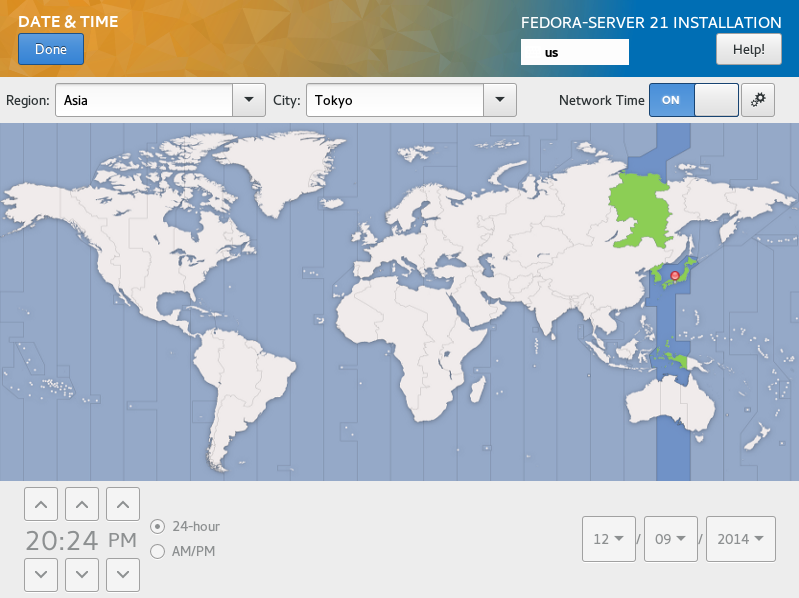 DATE & TIME
FEDORA-SERVER 21 INSTALLATION
Done
us
Help!
Region: Asia City: Tokyo Network Time ON
20:24 PM
24-hour
AM/PM
12 / 09 / 2014